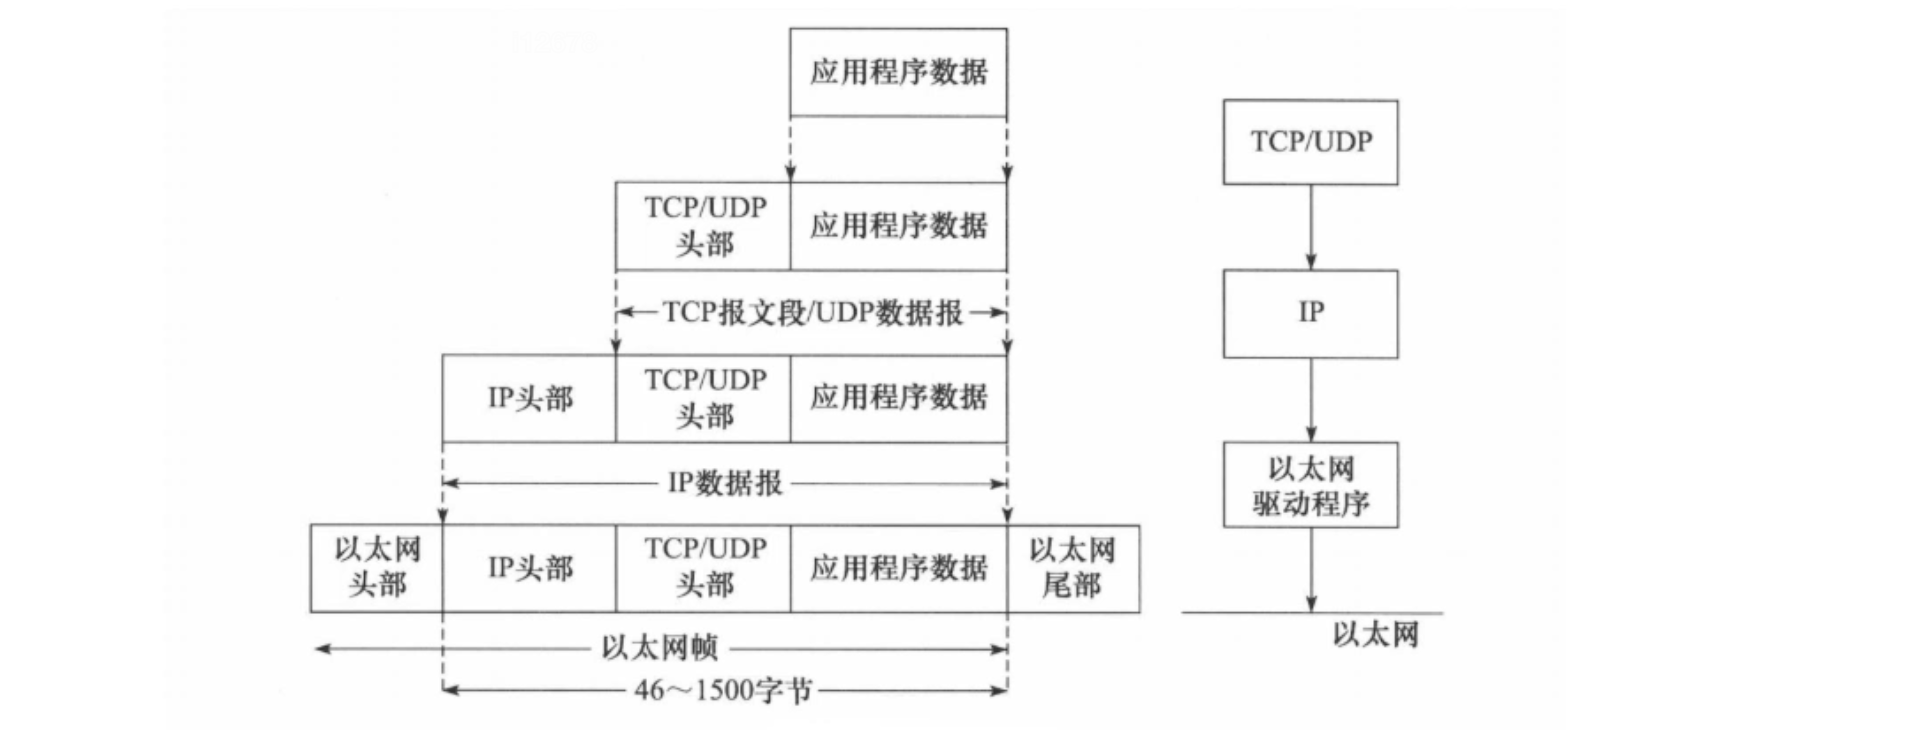 应用程序数据
TCP/UDP
头部
应用程序数据
TCP报文段/UDP数据报
IP头部
TCP/UDP
头部
应用程序数据
IP数据报
以太网
头部
IP头部
TCP/UDP
头部
应用程序数据
以太网
尾部
以太网帧
46～1500字节
TCP/UDP
IP
以太网
驱动程序
以太网